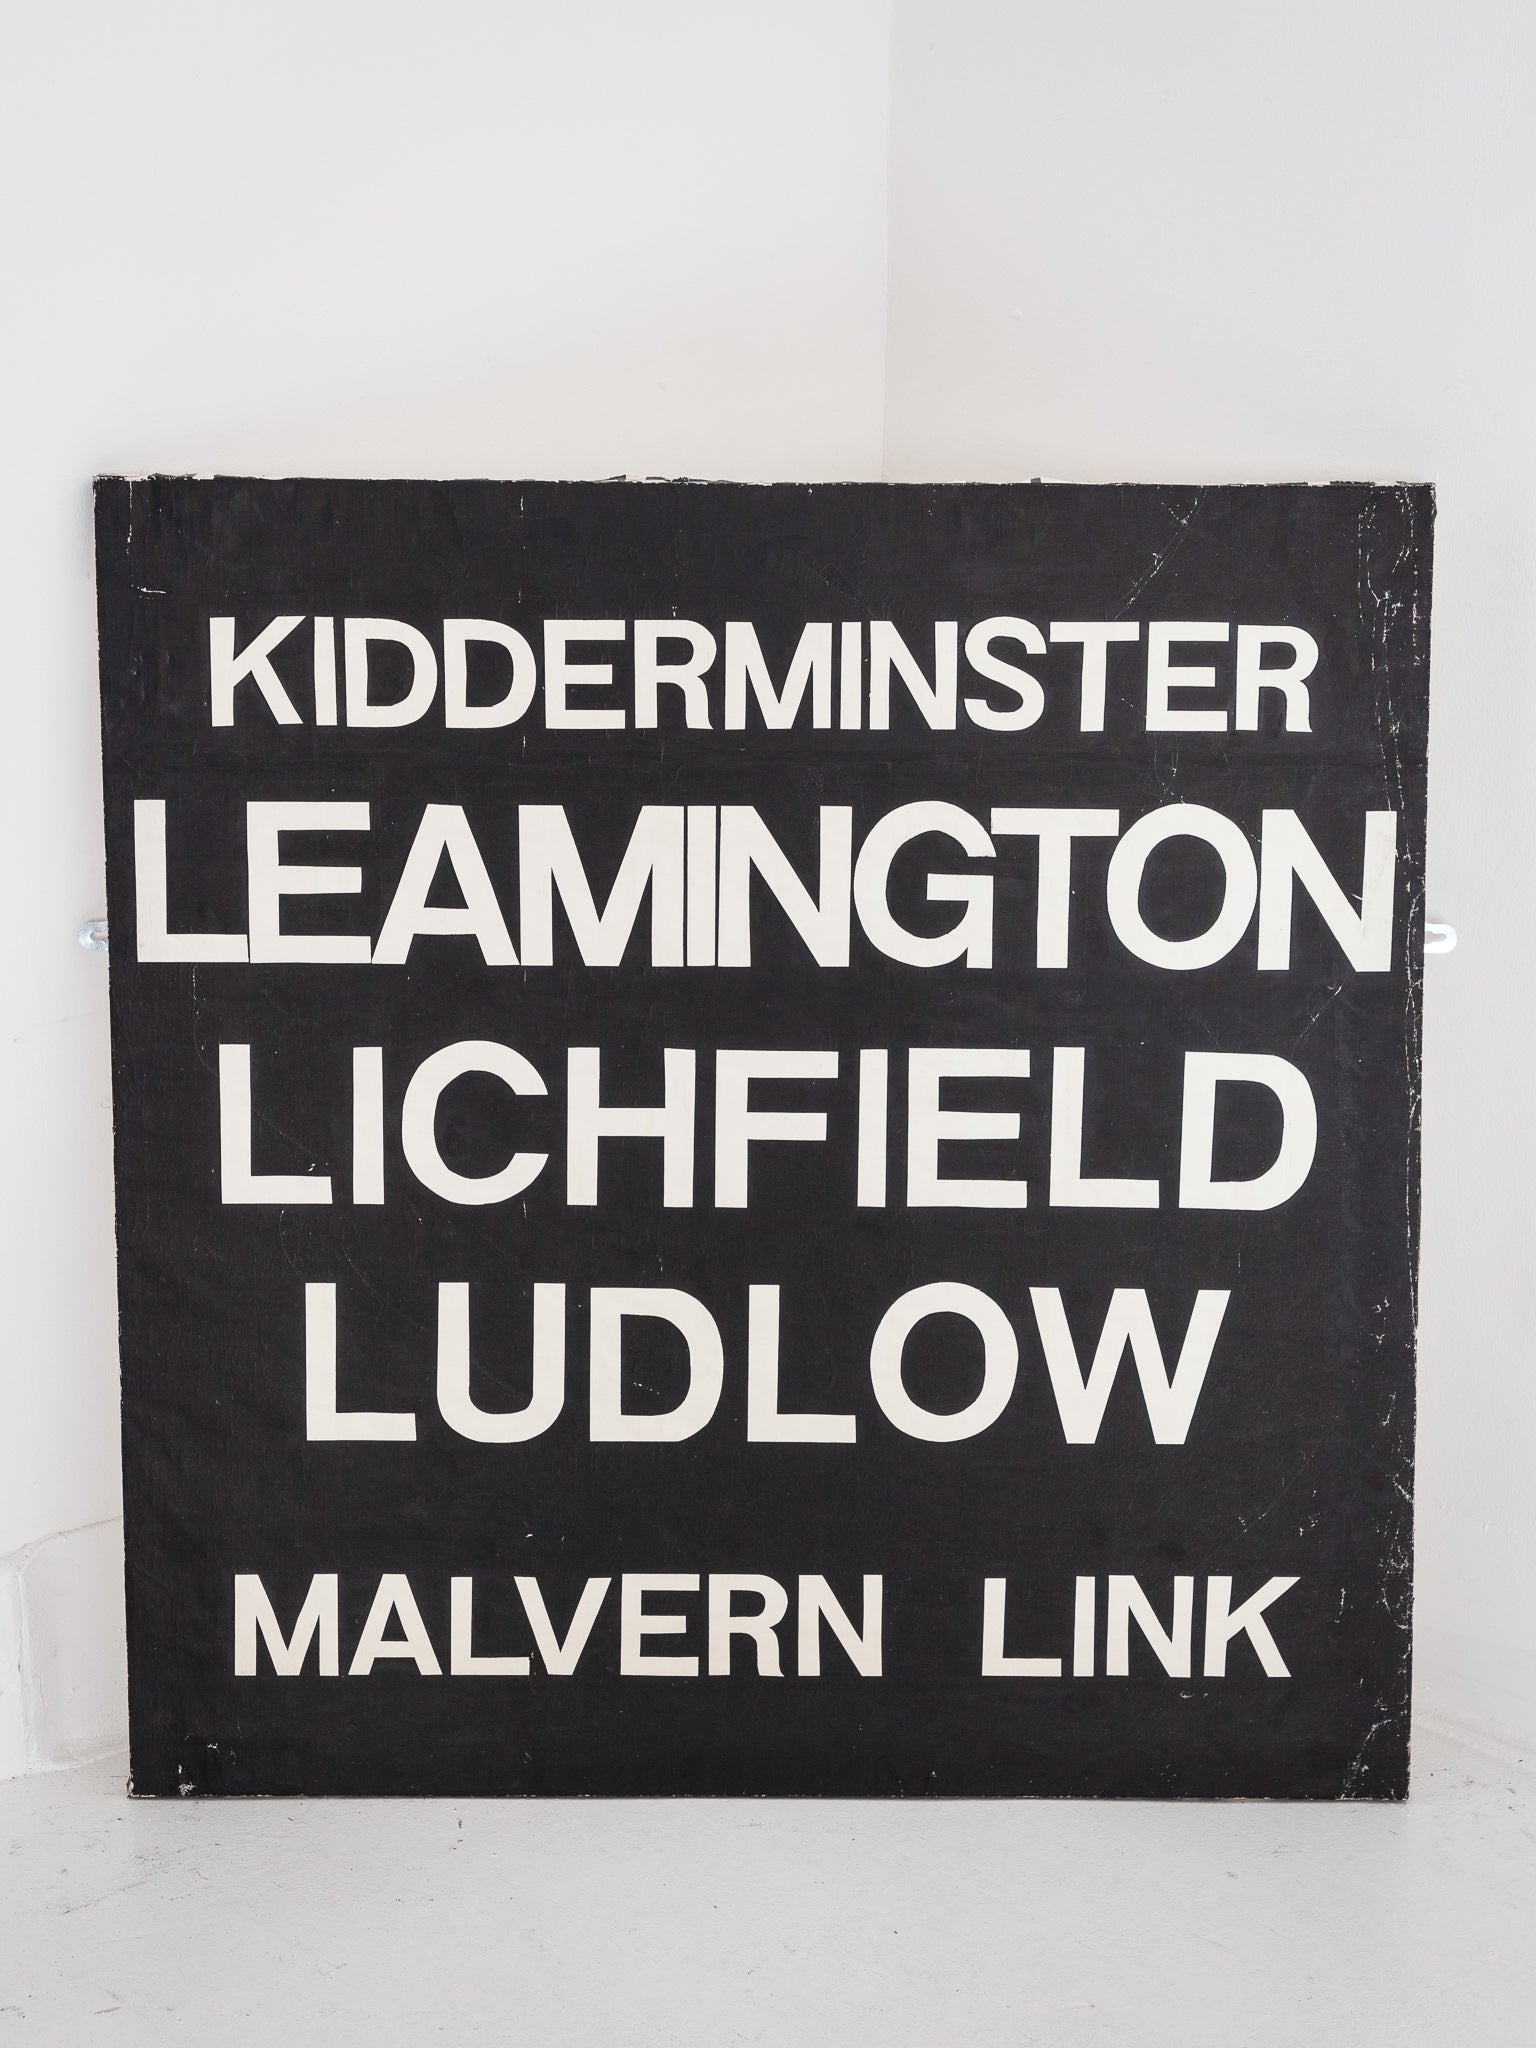 KIDDERMINSTER
LEAMINGTON
LICHFIELD
LUDLOW
MALVERN LINK